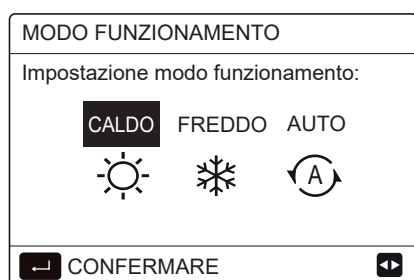 MODO FUNZIONAMENTO
Impostazione modo funzionamento:
CALDO FREDDO AUTO
A
CONFERMARE